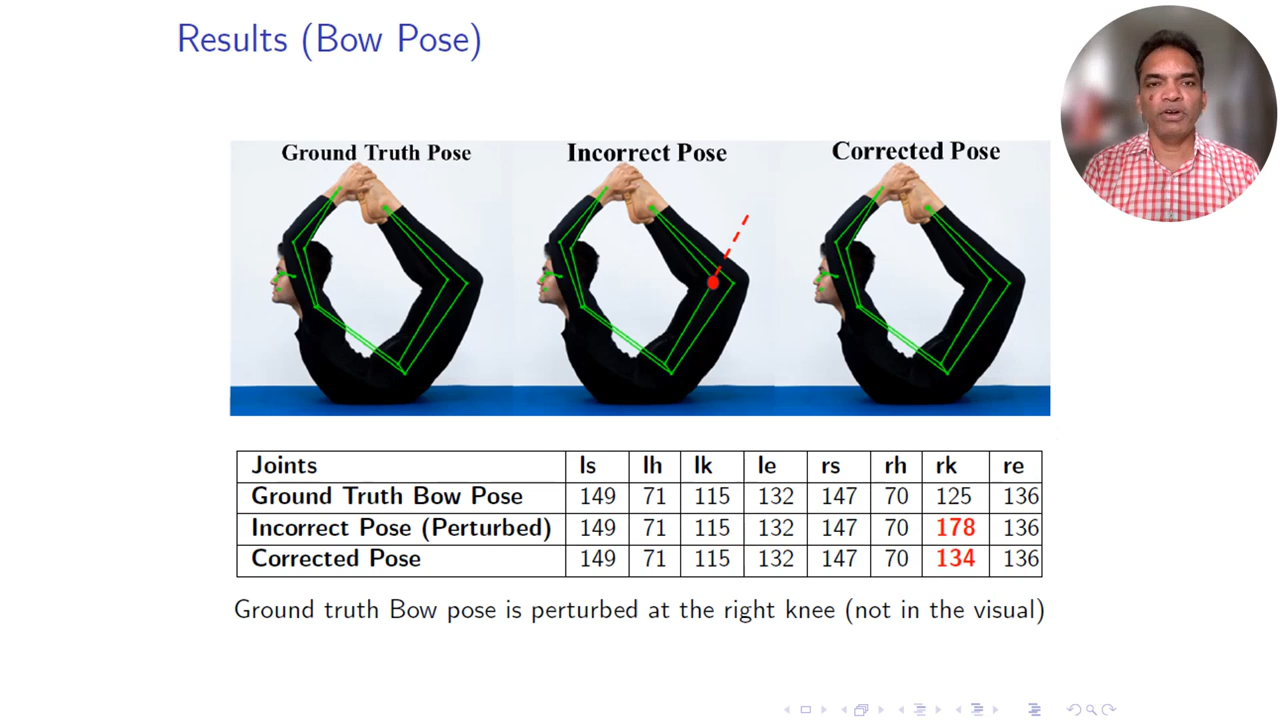 Results (Bow Pose)
Ground Truth Pose Incorrect Pose Corrected Pose
Joints ls lh lk le rs rh rk re
Ground Truth Bow Pose 149 71 115 132 147 70 125 136
Incorrect Pose (Perturbed) 149 71 115 132 147 70 178 136
Corrected Pose 149 71 115 132 147 70 134 136
Ground truth Bow pose is perturbed at the right knee (not in the visual)